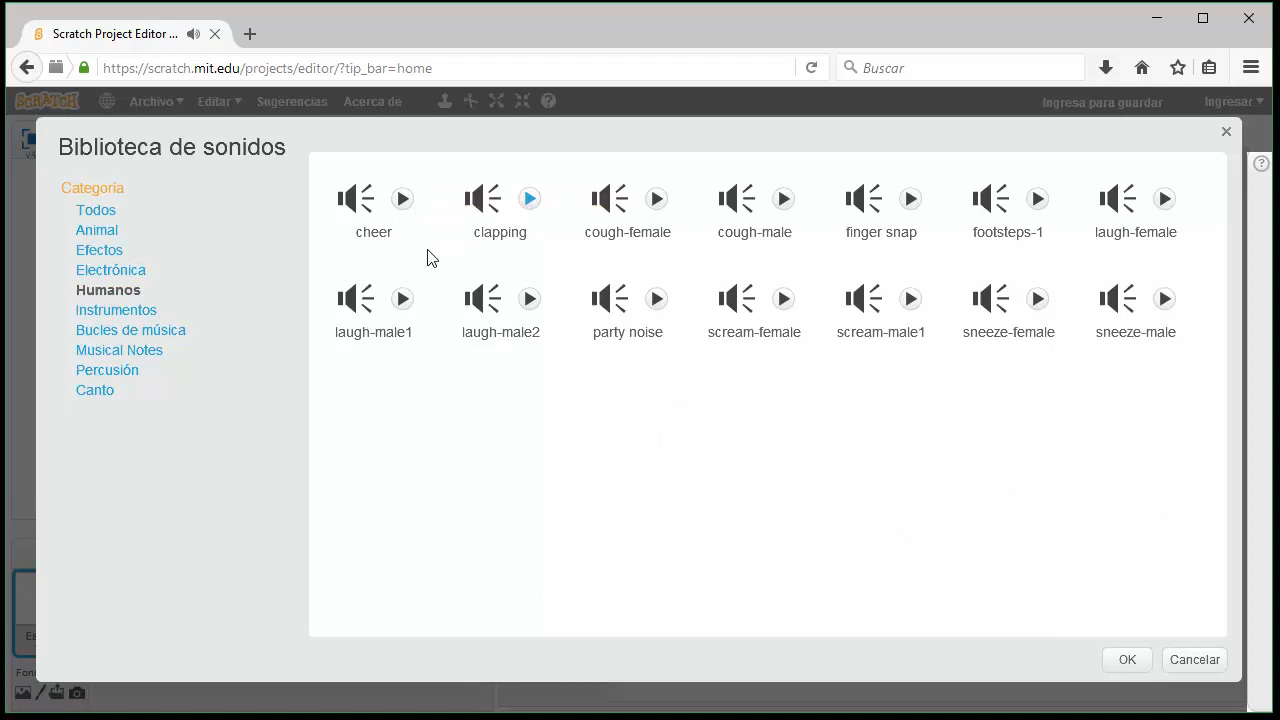 Scratch Project Editor ...
https://scratch.mit.edu/projects/editor/?tip_bar=home
Buscar
SCRATCH Archivo Editar Sugerencias Acerca de Ingresa para guardar Ingresar
Biblioteca de sonidos
Categoría
Todos
Animal
Efectos
Electrónica
Humanos
Instrumentos
Bucles de música
Musical Notes
Percusión
Canto
cheer clapping cough-female cough-male finger snap footsteps-1 laugh-female
laugh-male1 laugh-male2 party noise scream-female scream-male1 sneeze-female sneeze-male
OK Cancelar